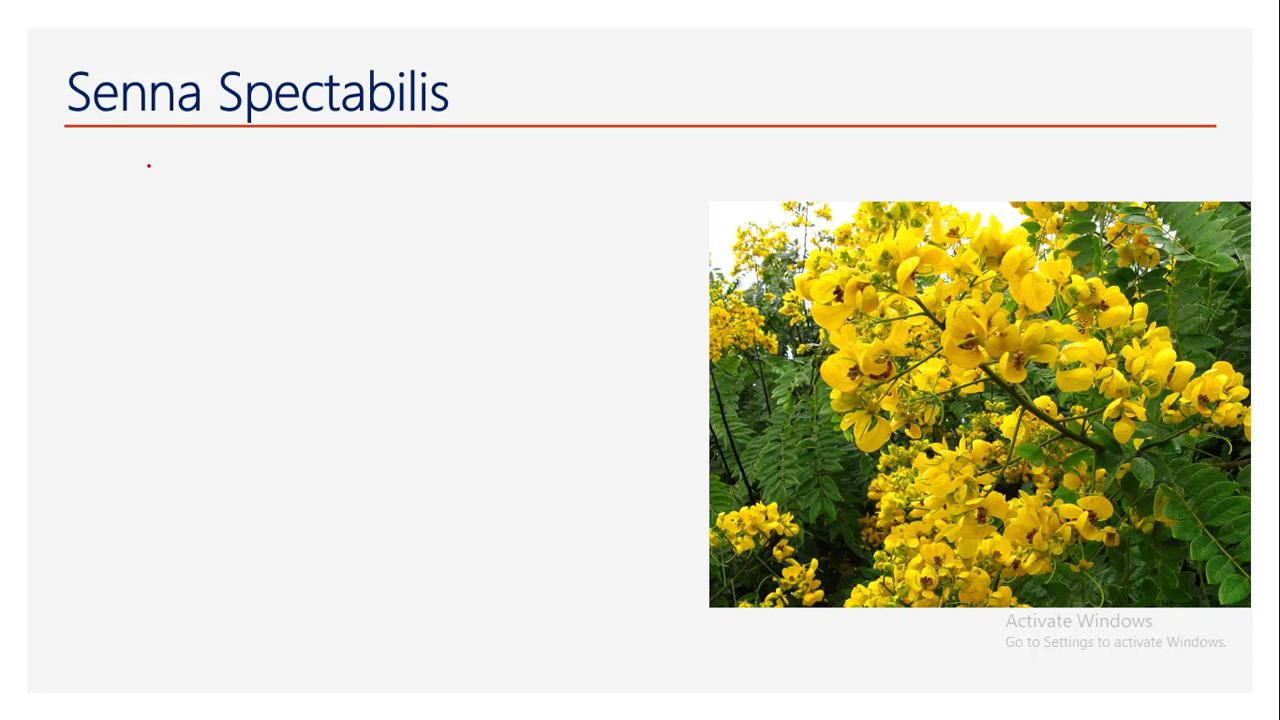 Senna Spectabilis
Activate Windows
Go to Settings to activate Windows.